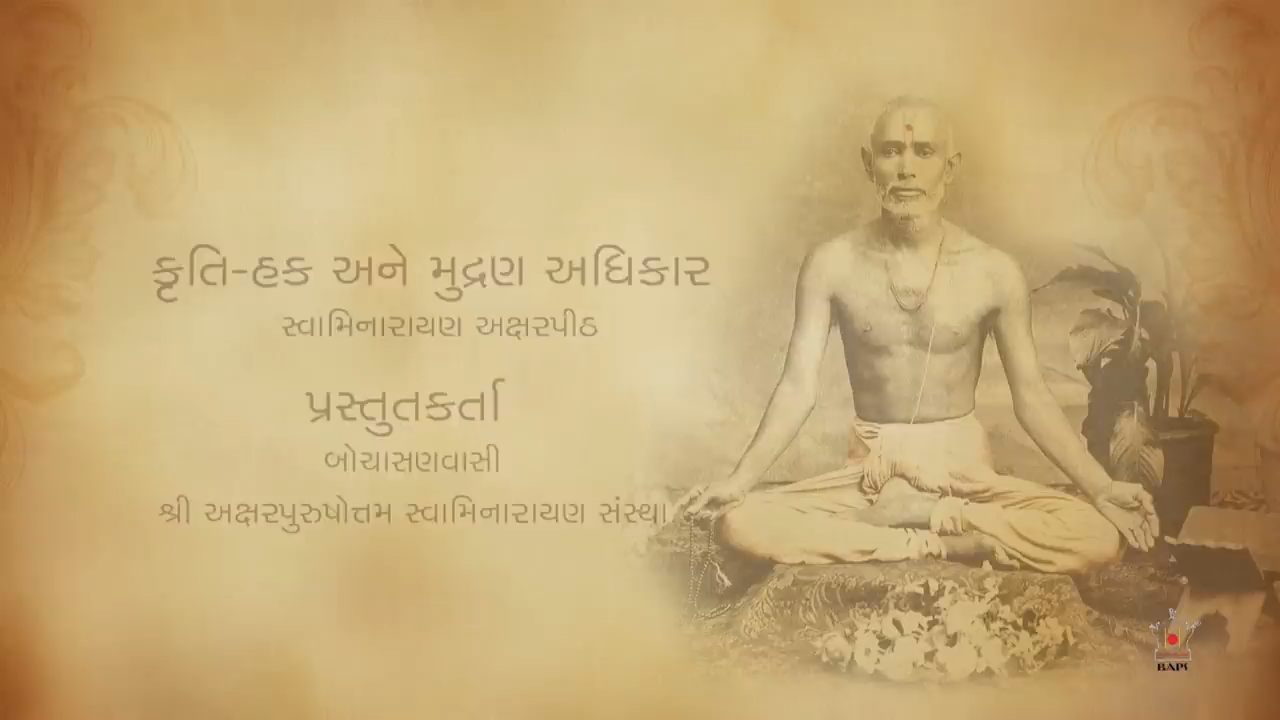 કૃતિ-હક અને મુદ્રણ અધિકાર
સ્વામિનારાયણ અક્ષરપીઠ
પ્રસ્તુતકર્તા
બોચાસણવાસી
શ્રી અક્ષરપુરુષોત્તમ સ્વામિનારાયણ સંસ્થા
BAPS